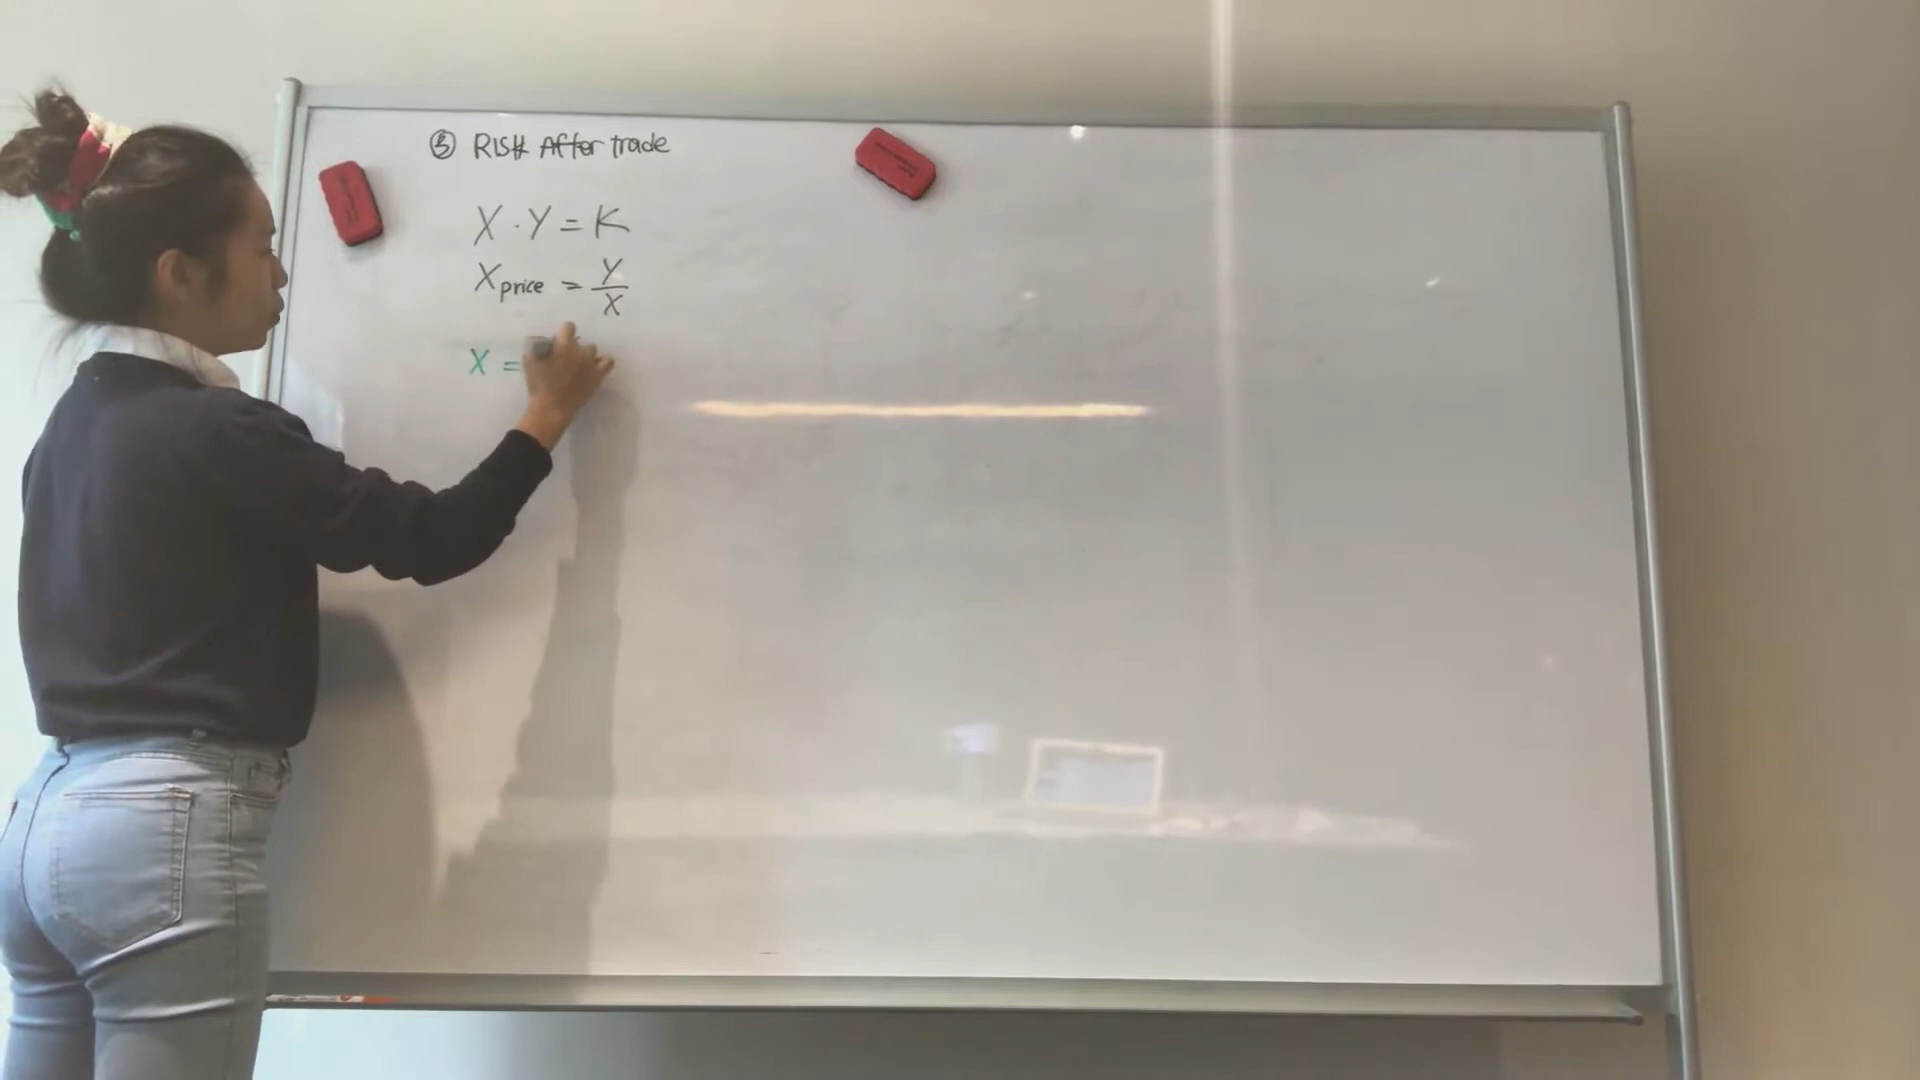 ③ RISK After trade
X · Y = K
Xprice = Y/X
X =